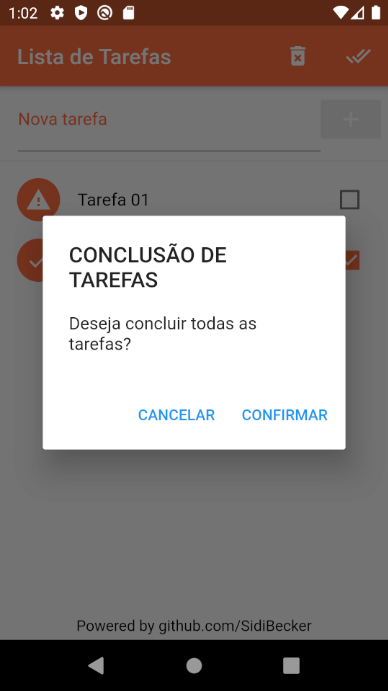 1:02
Lista de Tarefas
Nova tarefa
Tarefa 01
CONCLUSÃO DE
TAREFAS
Deseja concluir todas as
tarefas?
CANCELAR CONFIRMAR
Powered by github.com/SidiBecker